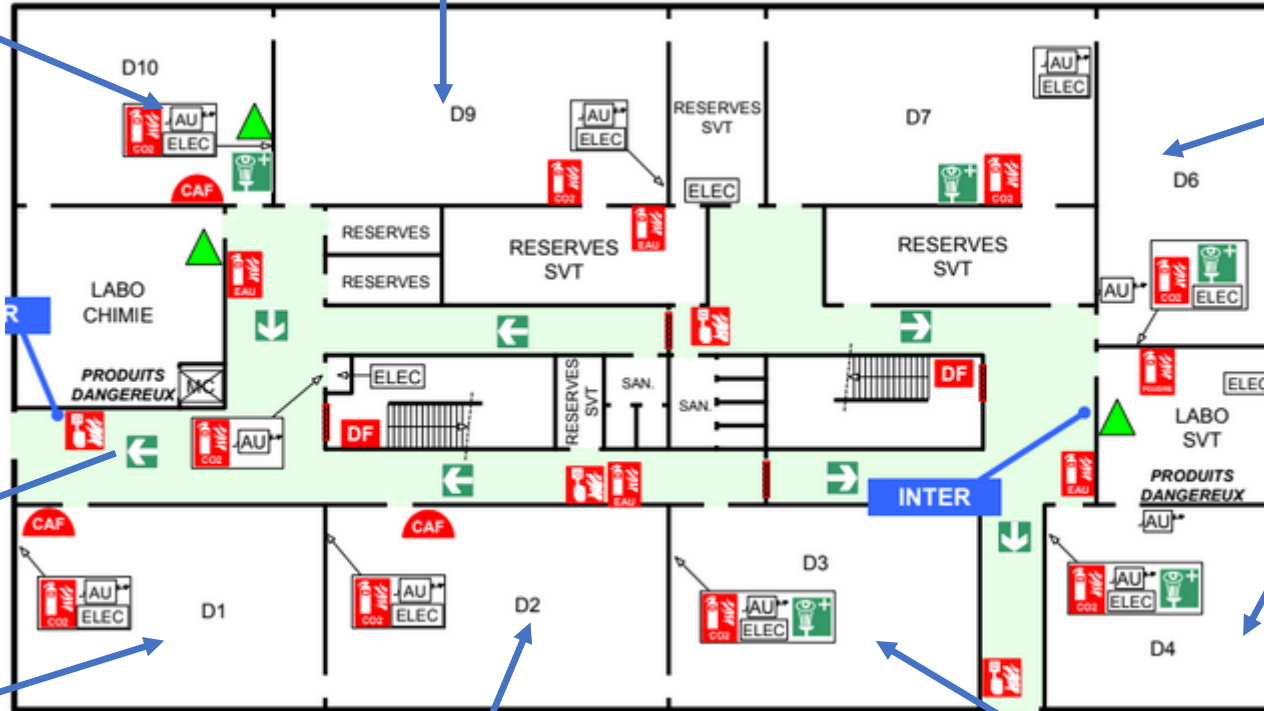 D10
AU
CO2
ELEC
CAF
D9
AU
ELEC
CO2
RESERVES
SVT
ELEC
D7
AU
ELEC
CO2
D6
AU
CO2
ELEC
LABO
CHIMIE
PRODUITS
DANGEREUX
MC
EAU
R
RESERVES
RESERVES
RESERVES
SVT
EAU
RESERVES
SVT
ELEC
DF
CO2
AU
RESERVES
SVT
SAN.
SAN.
DF
POUDRE
ELEC
LABO
SVT
PRODUITS
DANGEREUX
EAU
EAU
INTER
CAF
CO2
AU
ELEC
D1
CAF
CO2
AU
ELEC
D2
D3
CO2
AU
ELEC
AU
CO2
AU
ELEC
D4